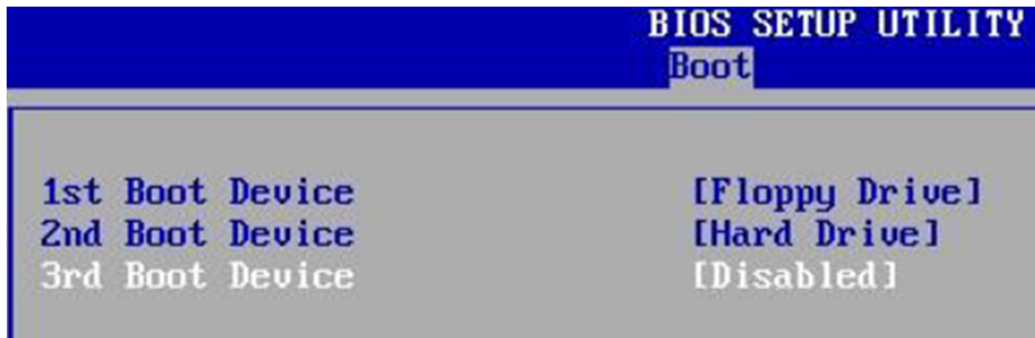 BIOS SETUP UTILITY
Boot
1st Boot Device [Floppy Drive]
2nd Boot Device [Hard Drive]
3rd Boot Device [Disabled]